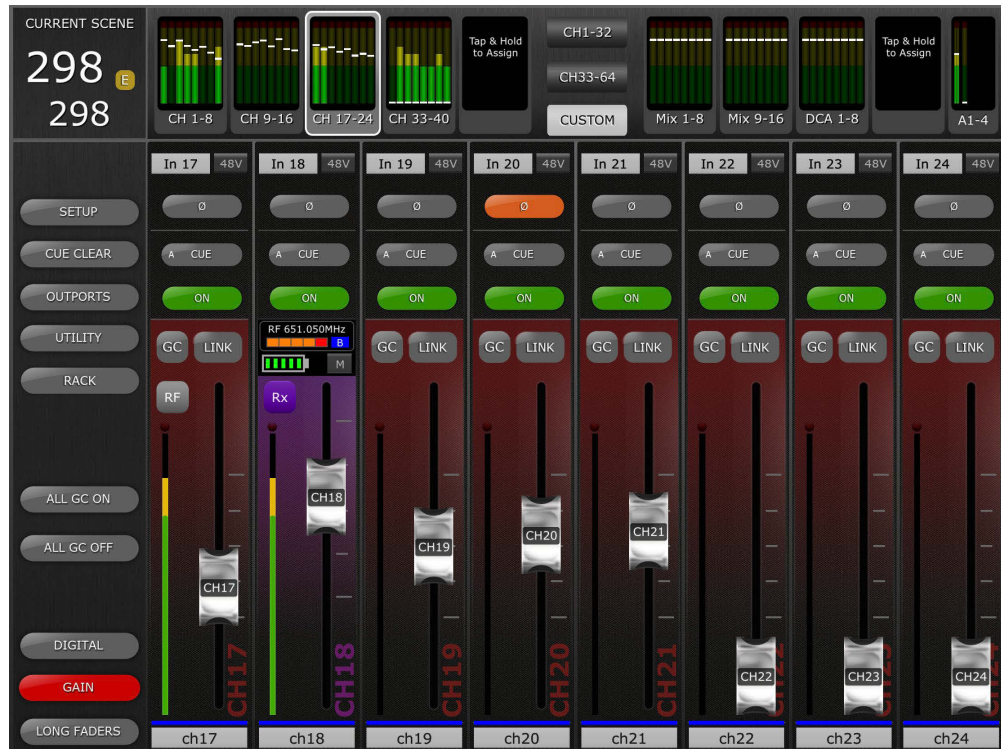 CURRENT SCENE
298 E
298
CH 1-8
CH 9-16
CH 17-24
CH 33-40
Tap & Hold
to Assign
CH1-32
CH33-64
CUSTOM
Mix 1-8
Mix 9-16
DCA 1-8
Tap & Hold
to Assign
A1-4
In 17 48V In 18 48V In 19 48V In 20 48V In 21 48V In 22 48V In 23 48V In 24 48V
SETUP Ø Ø Ø Ø Ø Ø Ø Ø
CUE CLEAR A CUE A CUE A CUE A CUE A CUE A CUE A CUE A CUE
OUTPORTS ON ON ON ON ON ON ON ON
UTILITY
RF 651.050MHz
B
GC LINK GC LINK GC LINK GC LINK GC LINK GC LINK GC LINK
M
RACK
RF Rx
ALL GC ON
ALL GC OFF
CH17 CH18 CH19 CH20 CH21 CH22 CH23 CH24
DIGITAL
GAIN
CH17 CH18 CH19 CH20 CH21
LONG FADERS
ch17 ch18 ch19 ch20 ch21 ch22 ch23 ch24